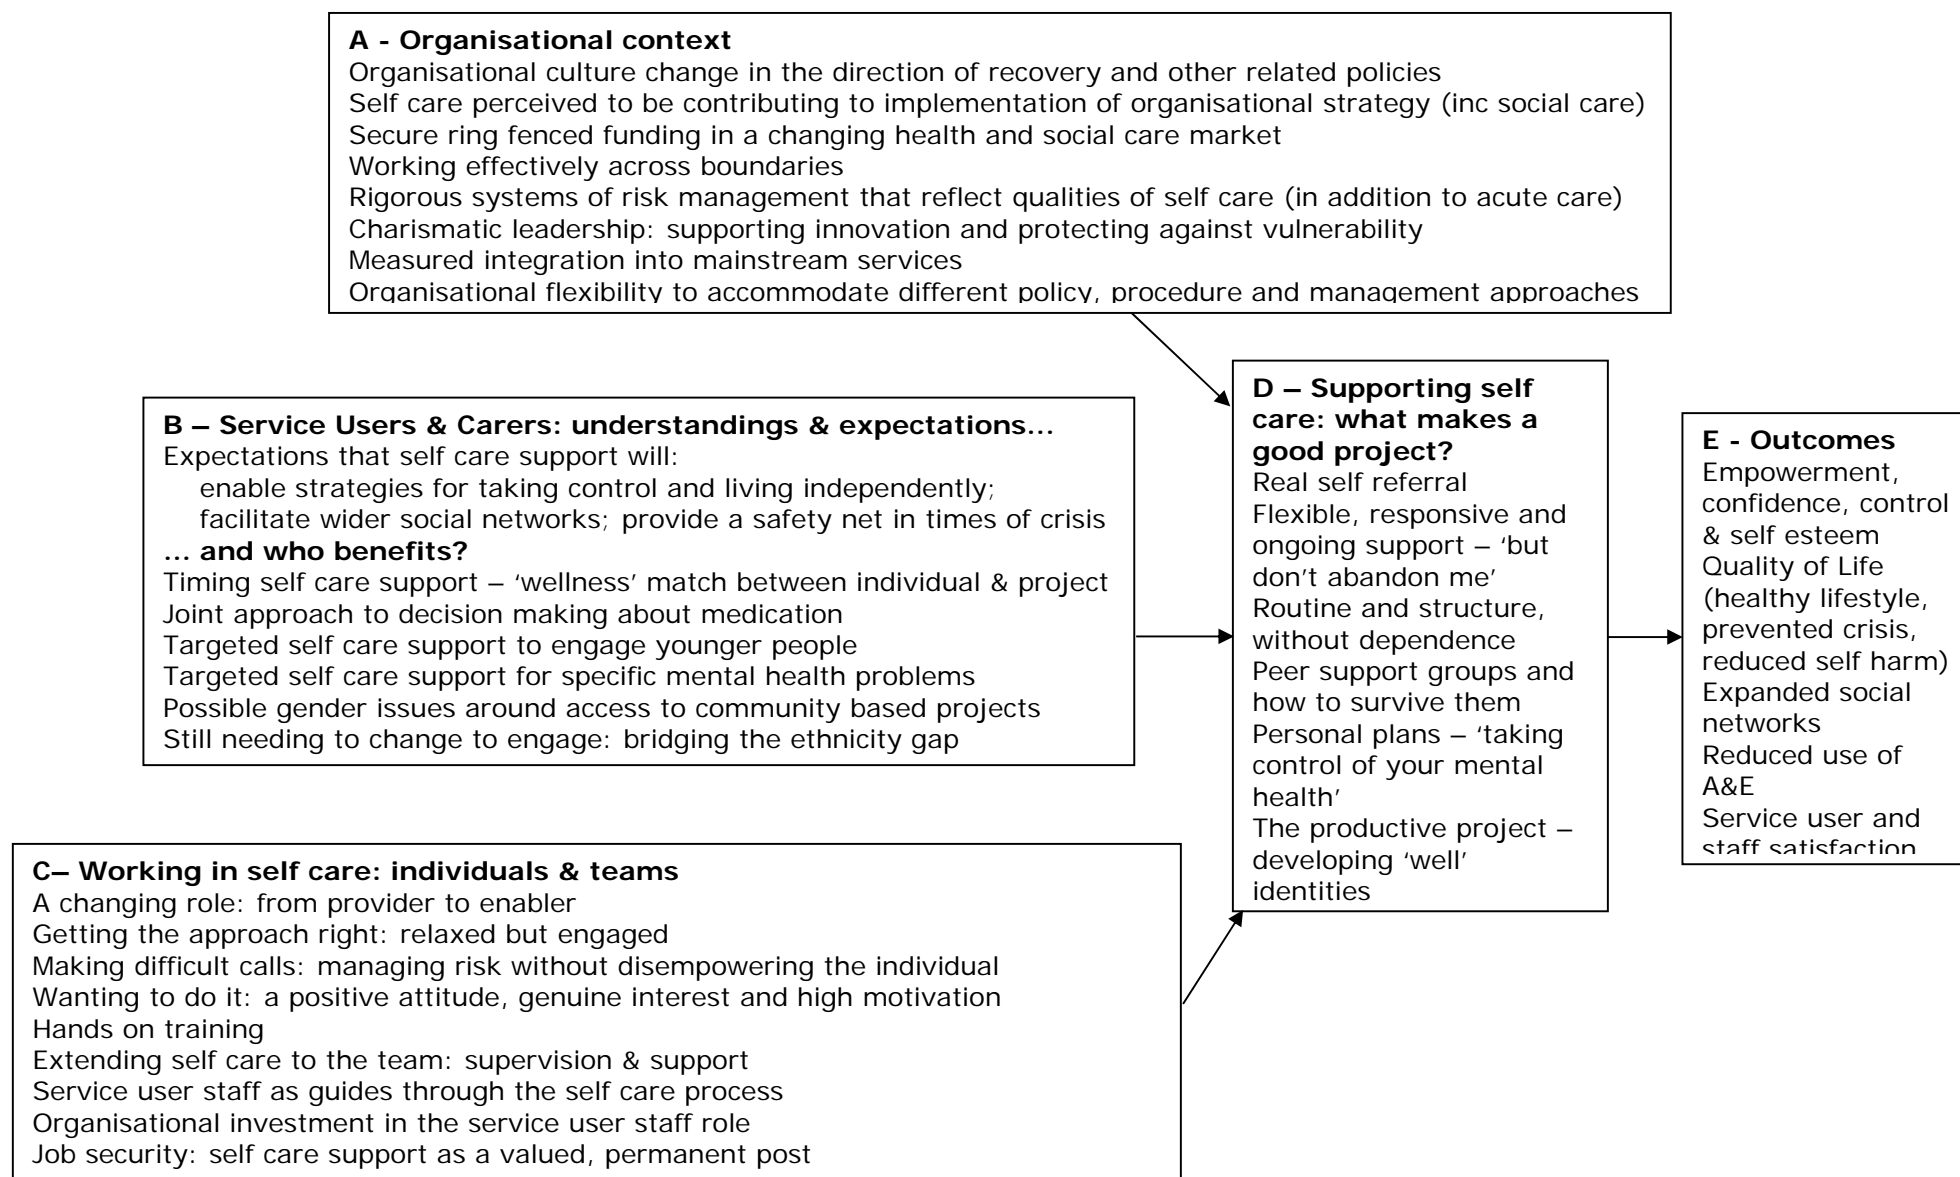 A - Organisational context
Organisational culture change in the direction of recovery and other related policies
Self care perceived to be contributing to implementation of organisational strategy (inc social care)
Secure ring fenced funding in a changing health and social care market
Working effectively across boundaries
Rigorous systems of risk management that reflect qualities of self care (in addition to acute care)
Charismatic leadership: supporting innovation and protecting against vulnerability
Measured integration into mainstream services
Organisational flexibility to accommodate different policy, procedure and management approaches
B – Service Users & Carers: understandings & expectations…
Expectations that self care support will:
enable strategies for taking control and living independently;
facilitate wider social networks; provide a safety net in times of crisis
… and who benefits?
Timing self care support – ‘wellness’ match between individual & project
Joint approach to decision making about medication
Targeted self care support to engage younger people
Targeted self care support for specific mental health problems
Possible gender issues around access to community based projects
Still needing to change to engage: bridging the ethnicity gap
C– Working in self care: individuals & teams
A changing role: from provider to enabler
Getting the approach right: relaxed but engaged
Making difficult calls: managing risk without disempowering the individual
Wanting to do it: a positive attitude, genuine interest and high motivation
Hands on training
Extending self care to the team: supervision & support
Service user staff as guides through the self care process
Organisational investment in the service user staff role
Job security: self care support as a valued, permanent post
D – Supporting self
care: what makes a
good project?
Real self referral
Flexible, responsive and
ongoing support – ‘but
don’t abandon me’
Routine and structure,
without dependence
Peer support groups and
how to survive them
Personal plans – ‘taking
control of your mental
health’
The productive project –
developing ‘well’
identities
E - Outcomes
Empowerment,
confidence, control
& self esteem
Quality of Life
(healthy lifestyle,
prevented crisis,
reduced self harm)
Expanded social
networks
Reduced use of
A&E
Service user and
staff satisfaction